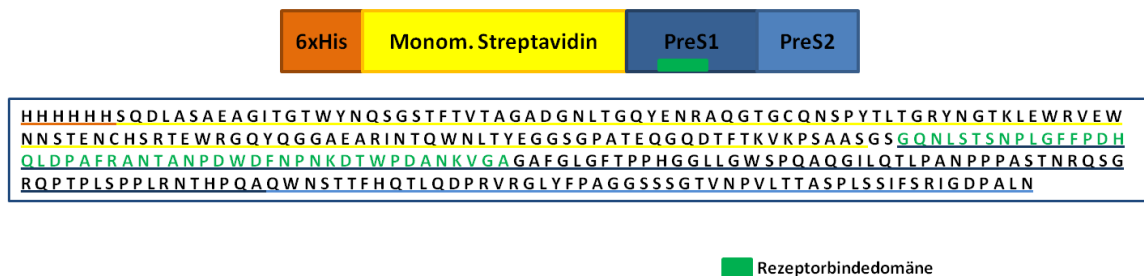 6xHis Monom. Streptavidin PreS1 PreS2
HHHHHHSQDLASAEAGITGTWYNQSGSTFTVTAGADGNLTGQYENRAQGTGCQNSPYTLTGRYNGTKLEWRVEW
NNSTENCHSRTEWRGQYQGGAEARINTQWNLTYEGGSGPATEQGQDTFTKVKPSAASGSGQNLSTSNPLGFFPDH
QLDPAFRANTANPDWDFNPNKDTWPDANKVGAGAFGLGFTPPHGGLLGWSPQAQGILQTLPANPPPASTNRQSG
RQPTPLSPPLRNTHPQAQWNSTTFHQTLQDPRVRGLYFPAGGSSSGTVNPVLTTASPLSSIFSRIGDPALN
Rezeptorbindedomäne